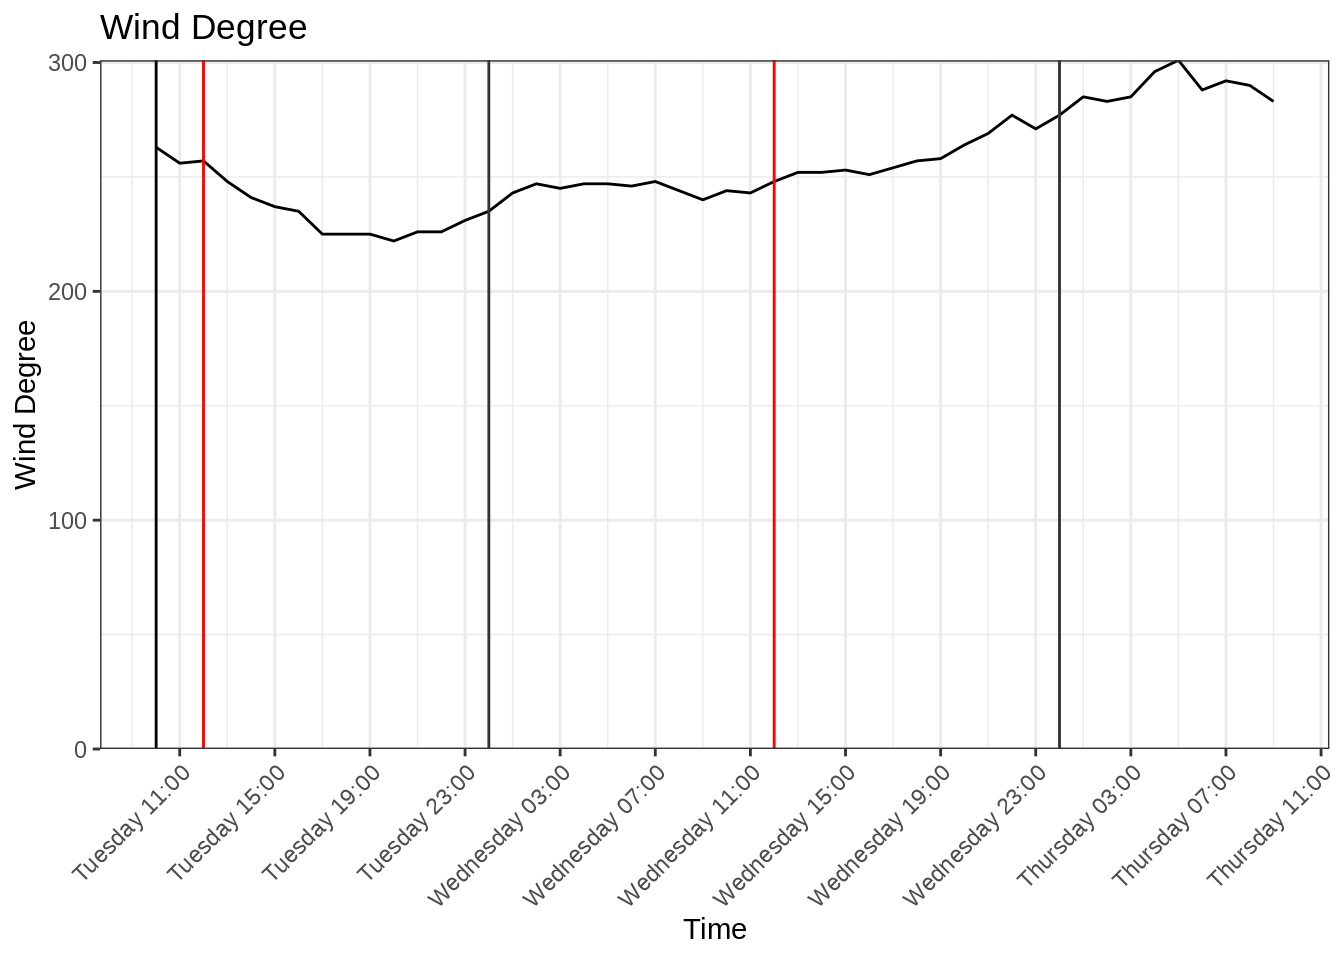 Wind Degree
300
200
100
0
Wind Degree
Tuesday 11:00
Tuesday 15:00
Tuesday 19:00
Tuesday 23:00
Wednesday 03:00
Wednesday 07:00
Wednesday 11:00
Wednesday 15:00
Wednesday 19:00
Wednesday 23:00
Thursday 03:00
Thursday 07:00
Thursday 11:00
Time